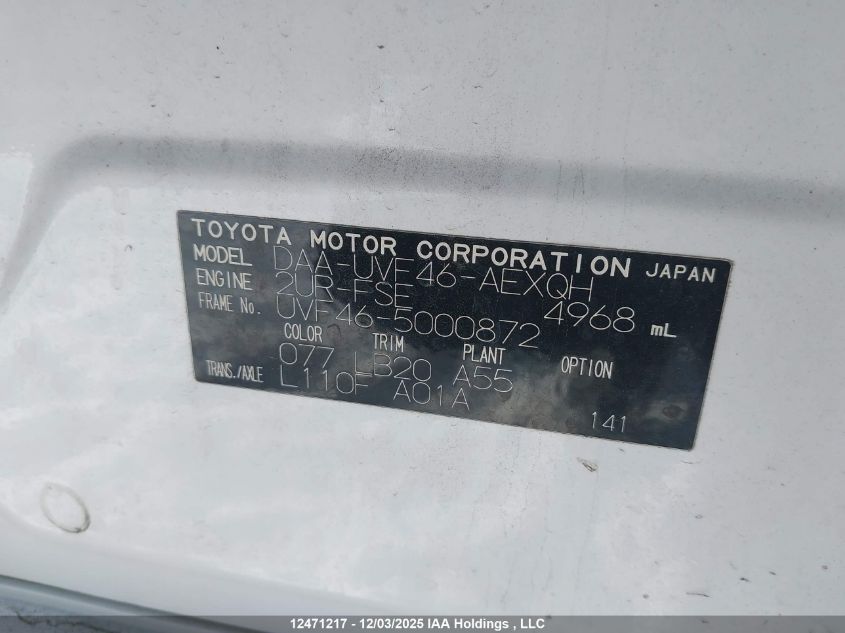 TOYOTA MOTOR CORPORATION JAPAN
MODEL DAA-UVF46-AEXQH
ENGINE 2UR-FSE 4968 mL
FRAME No. UVF46-5000872
COLOR TRIM PLANT OPTION
077 LB20 A55
TRANS./AXLE L110F A01A
141
12471217 - 12/03/2025 IAA Holdings , LLC